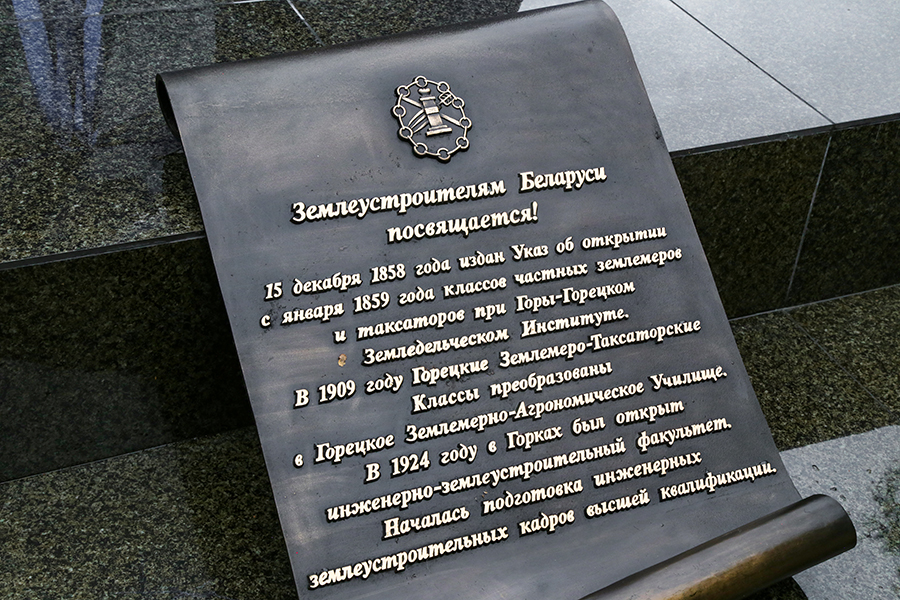 Землеустроителям Беларуси
посвящается!
15 декабря 1858 года издан Указ об открытии
с января 1859 года классов частных землемеров
и таксаторов при Горы-Горецком
Земледельческом Институте.
В 1909 году Горецкие Землемеро-Таксаторские
Классы преобразованы
в Горецкое Землемерно-Агрономическое Училище.
В 1924 году в Горках был открыт
инженерно-землеустроительный факультет.
Началась подготовка инженерных
землеустроительных кадров высшей квалификации.